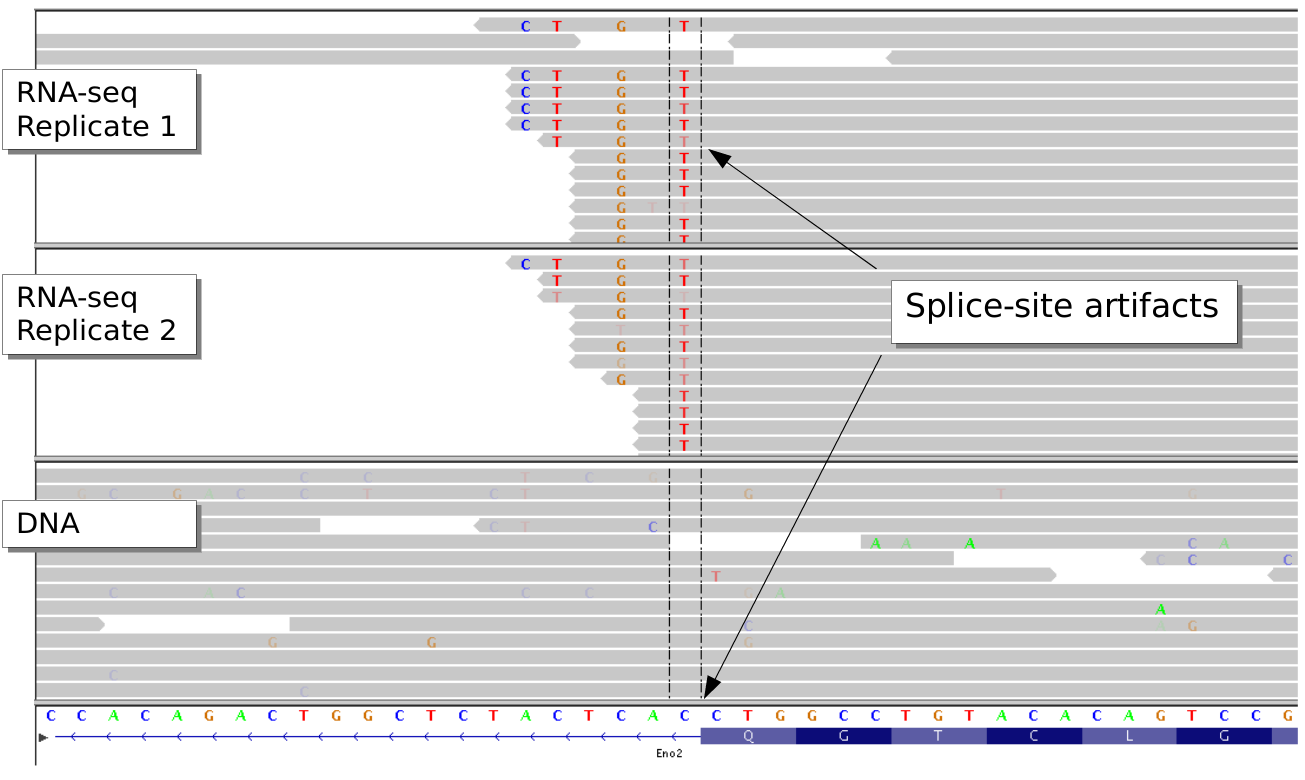 C T G T
C T G T
RNA-seq
C T G T
C T G T
Replicate 1
C T G T
T G T
G T
G T
G T
G T T
G T
G T
C T G T
T G T
RNA-seq
T G T
G T
Replicate 2
T T
G T
G T
G T
T
T
T
T
Splice-site artifacts
C C T C G
G C G A C C T C T G T G
DNA
C T C
A A A C A
C C C
T
C A C C C G A
A
C G
G G G
C
C
C C A C A G A C T G G C T C T A C T C A C C T G G C C T G T A C A C A G T C C G
Q G T C L G
Eno2